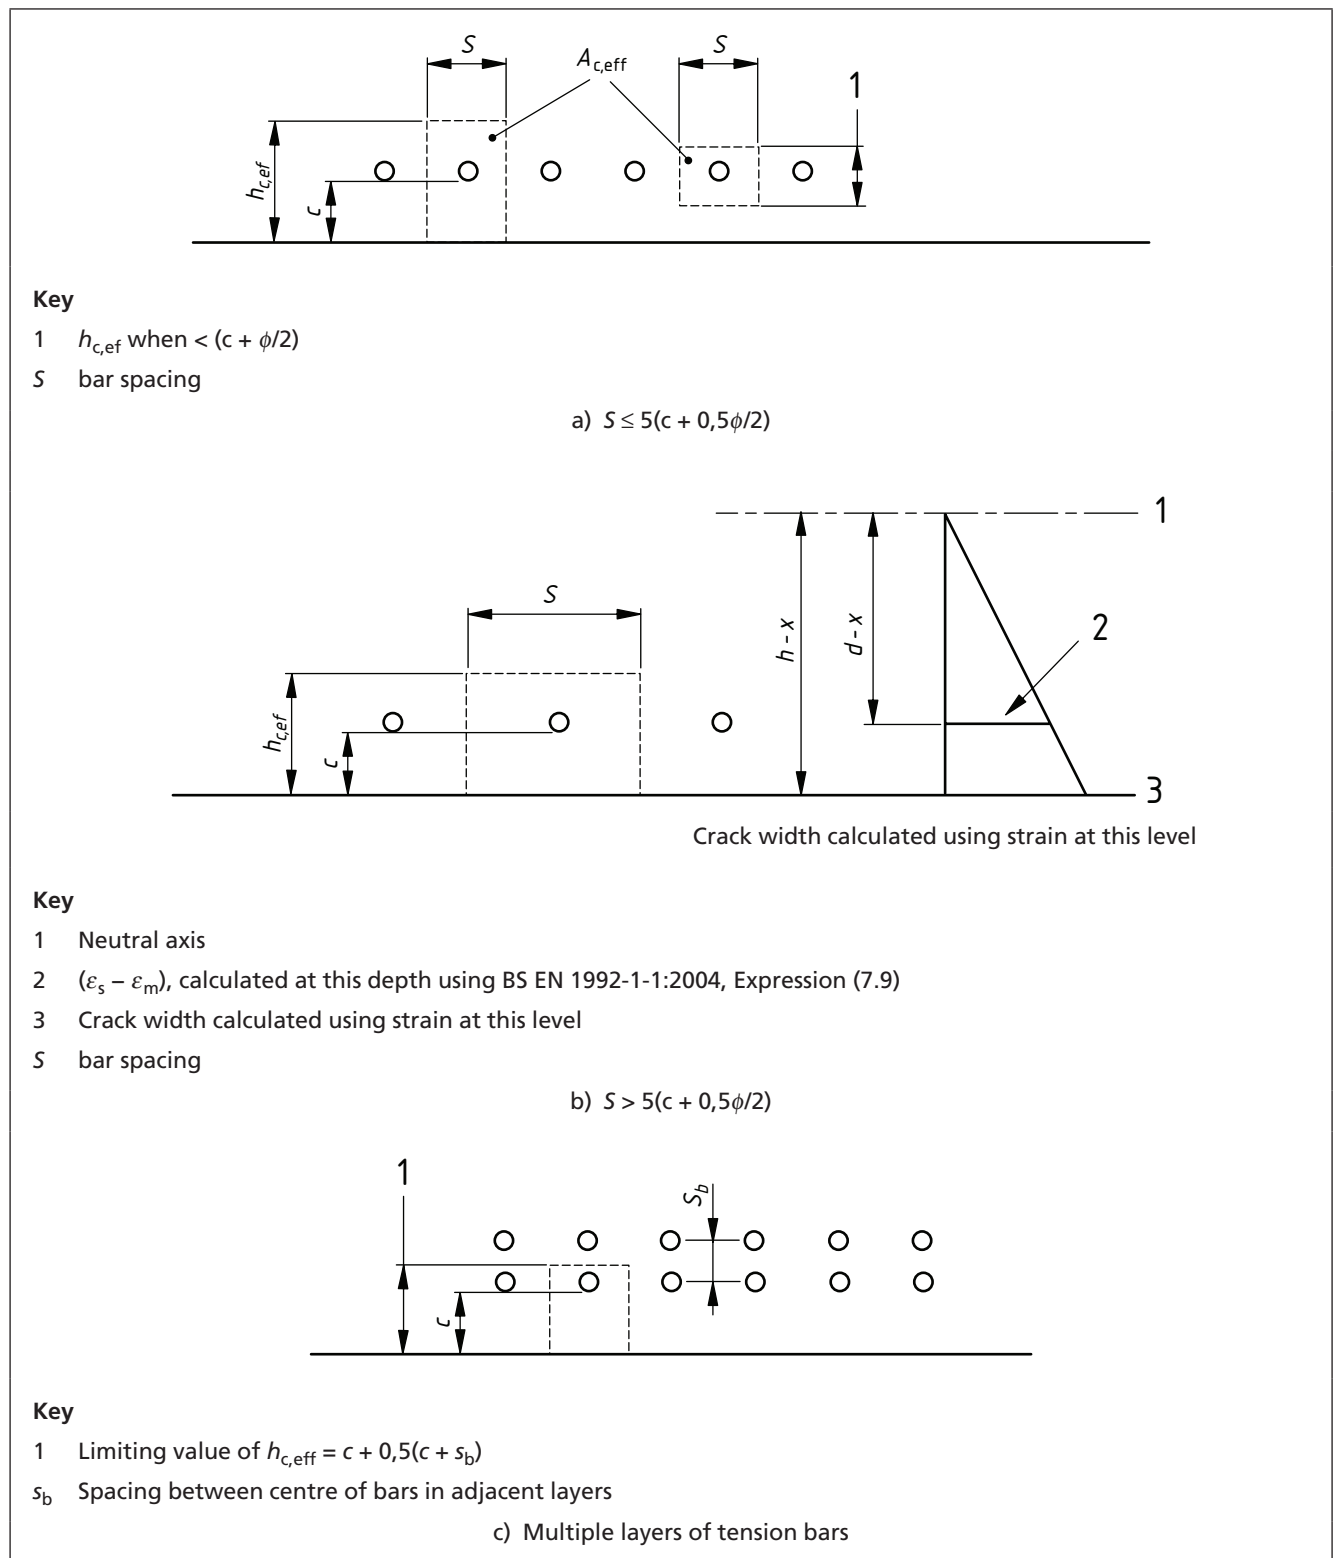 S
S
A c,eff
1
h c,ef
c
Key
1 h c,ef when < (c + ϕ/2)
S bar spacing
a) S ≤ 5(c + 0,5ϕ/2)
1
S
h - x
d - x
2
h c,ef
c
3
Crack width calculated using strain at this level
Key
1 Neutral axis
2 (εs – εm), calculated at this depth using BS EN 1992-1-1:2004, Expression (7.9)
3 Crack width calculated using strain at this level
S bar spacing
b) S > 5(c + 0,5ϕ/2)
1
S b
c
Key
1 Limiting value of h c,eff = c + 0,5(c + s b)
s b Spacing between centre of bars in adjacent layers
c) Multiple layers of tension bars